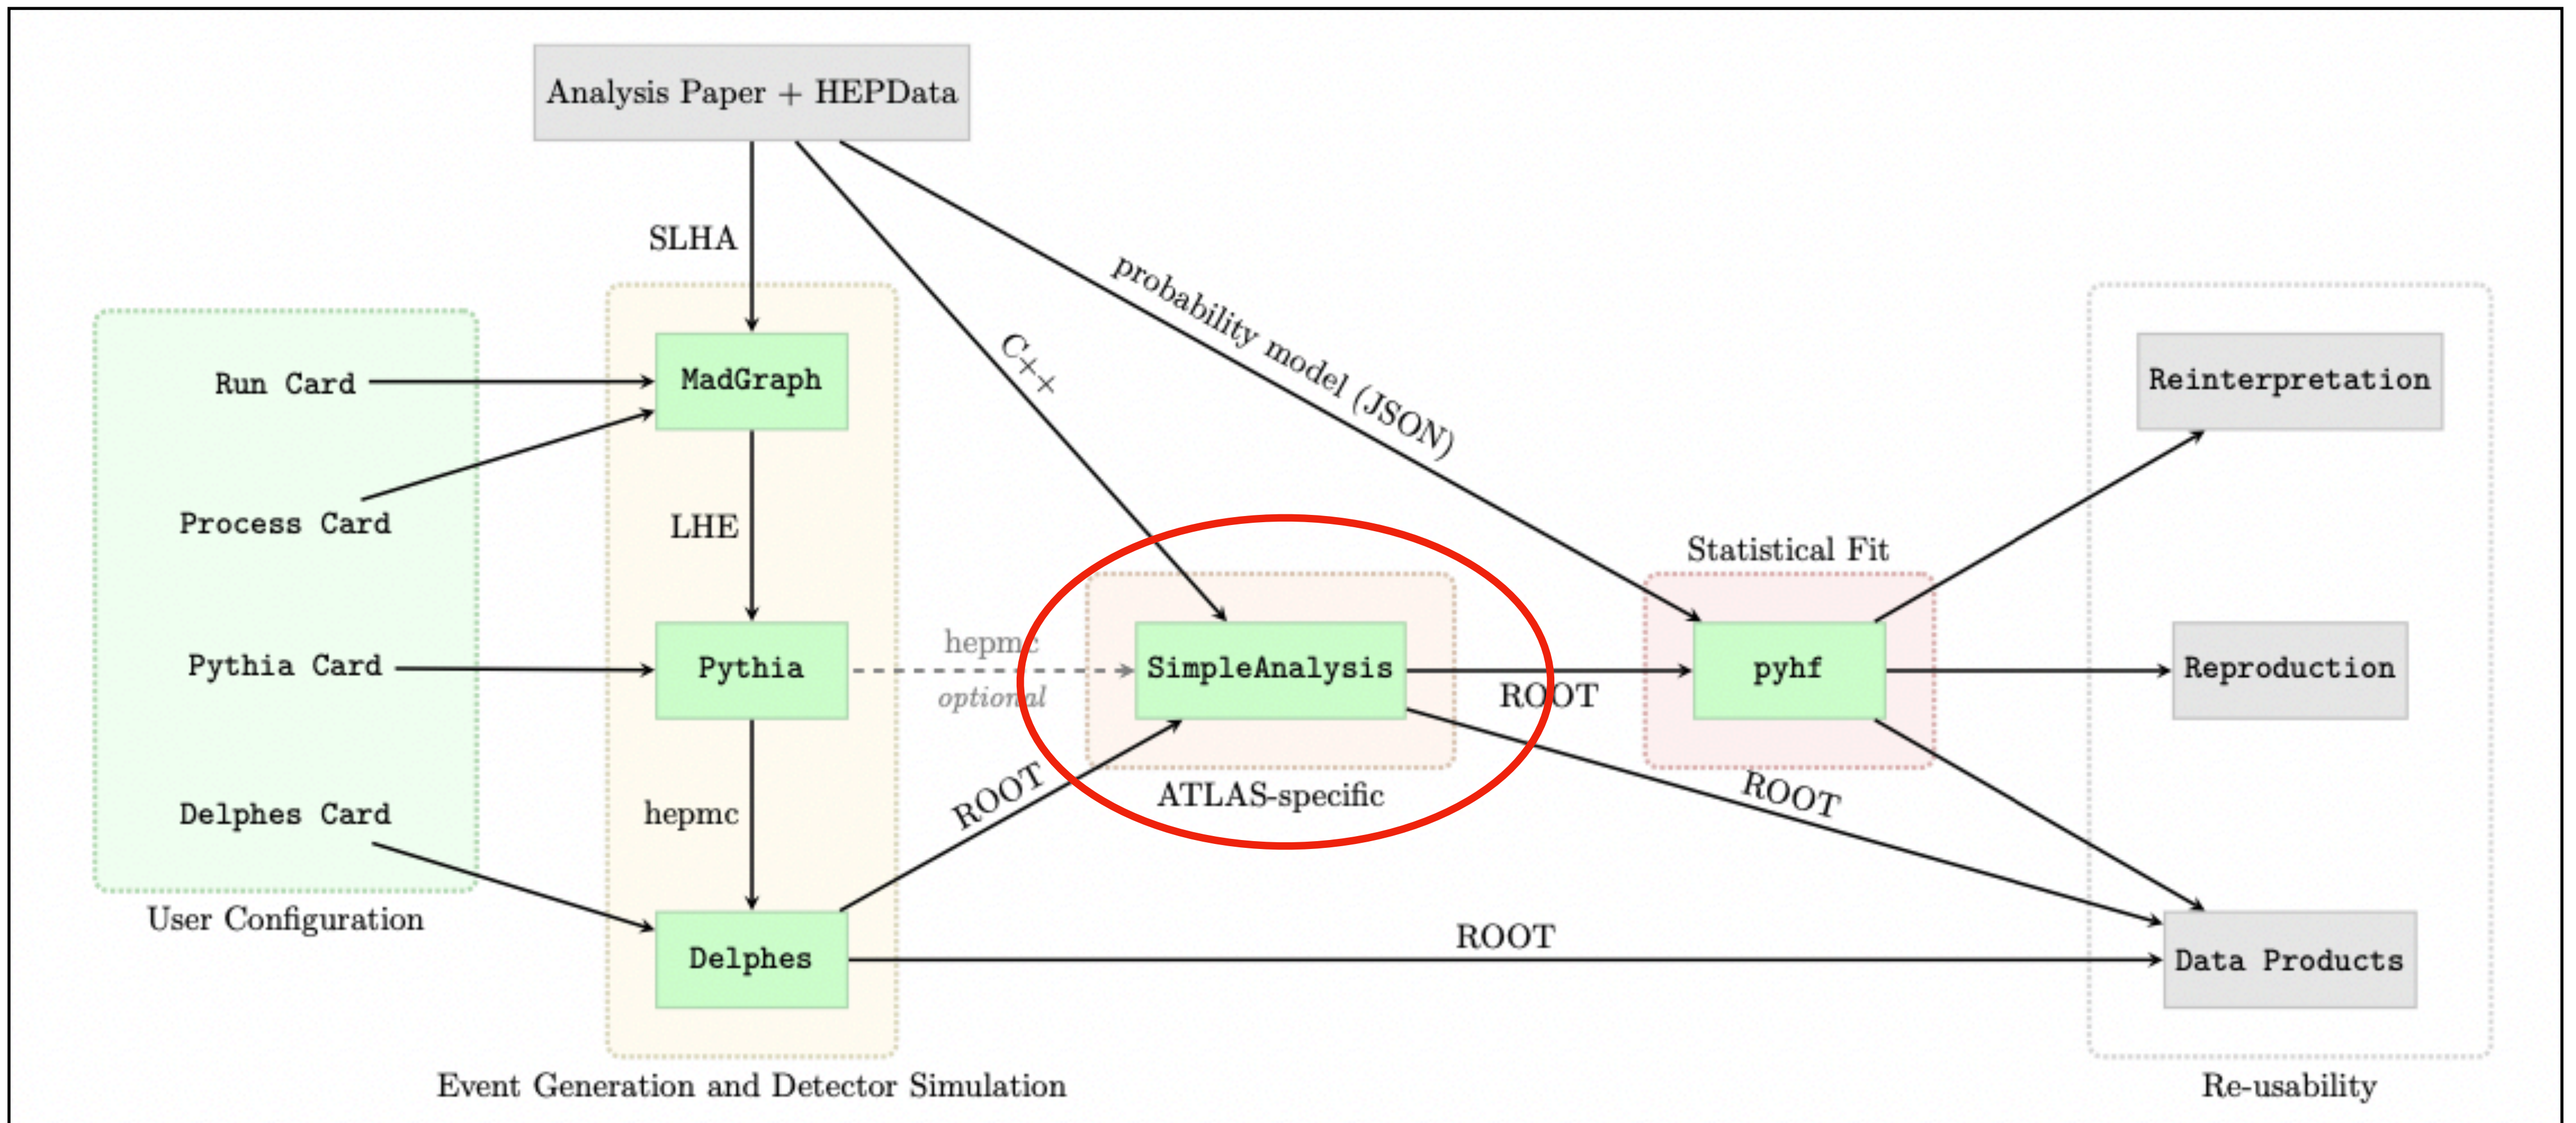 Analysis Paper + HEPData
SLHA
C++
probability model (JSON)
Run Card
MadGraph
Reinterpretation
Process Card
LHE
Statistical Fit
Pythia Card
Pythia
hepmc
optional
SimpleAnalysis
ROOT
pyhf
Reproduction
Delphes Card
hepmc
ROOT
ATLAS-specific
ROOT
User Configuration
Delphes
ROOT
Data Products
Event Generation and Detector Simulation
Re-usability